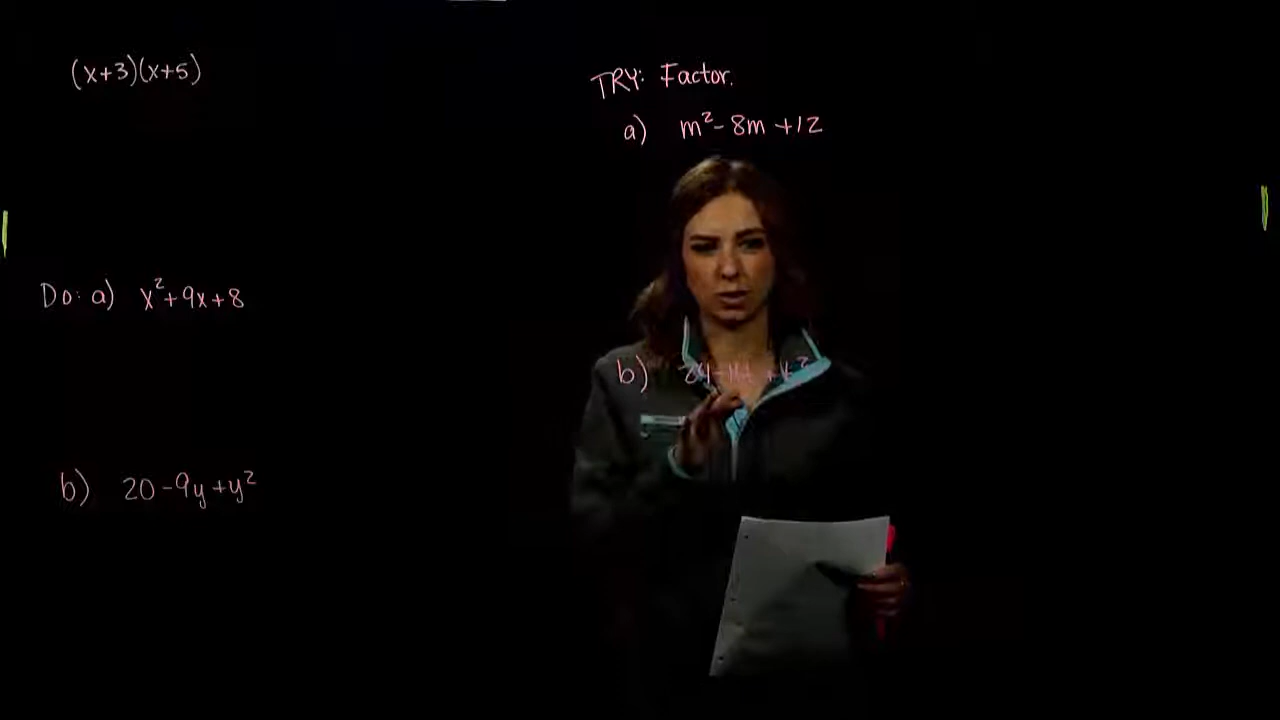 (x+3)(x+5)
Do: a) x²+9x+8
b) 20-9y+y²
TRY: Factor.
a) m²-8m+12
b)